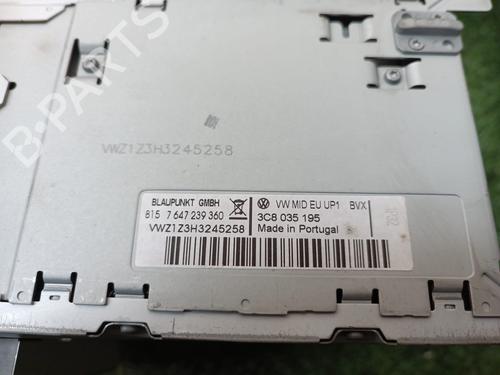 B-PARTS
VWZ1Z3H3245258
BLAUPUNKT GMBH
VW MID EU UP1 BVX
8157 7 647 239 360
3C8 035 195
VWZ1Z3H3245258
Made in Portugal